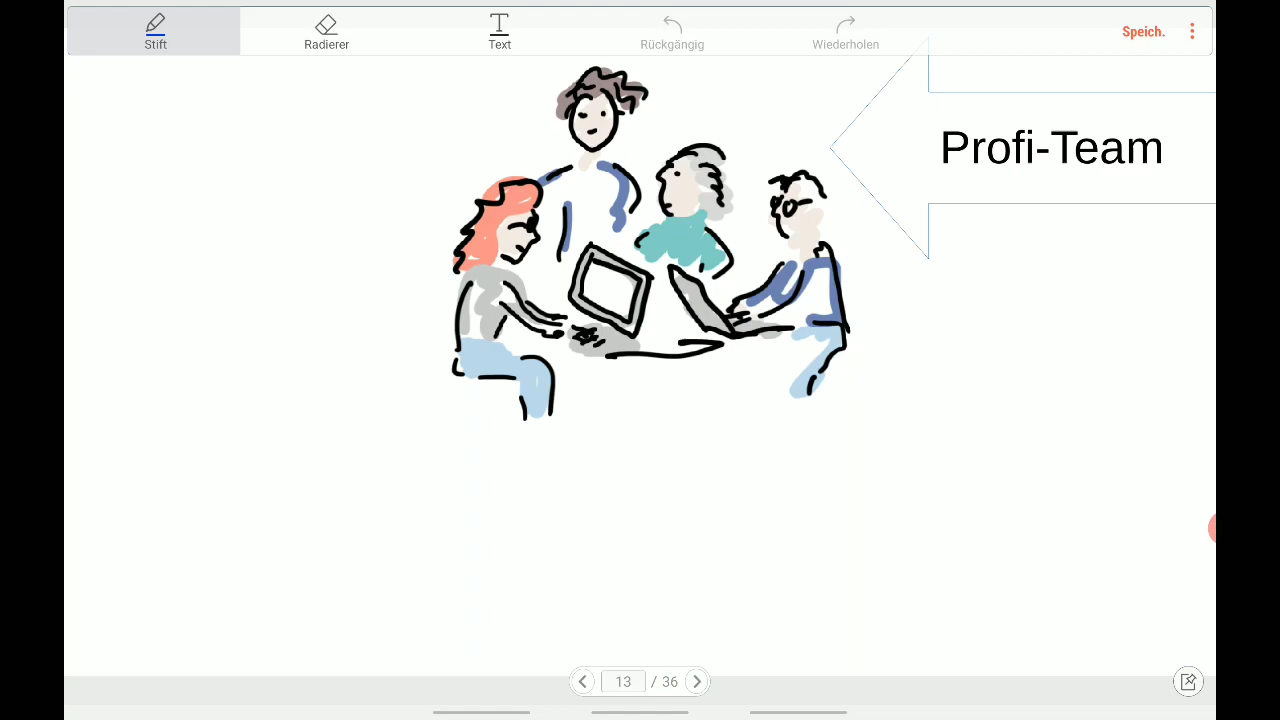 Stift
Radierer
Text
Rückgängig
Wiederholen
Speich.
Profi-Team
13 / 36